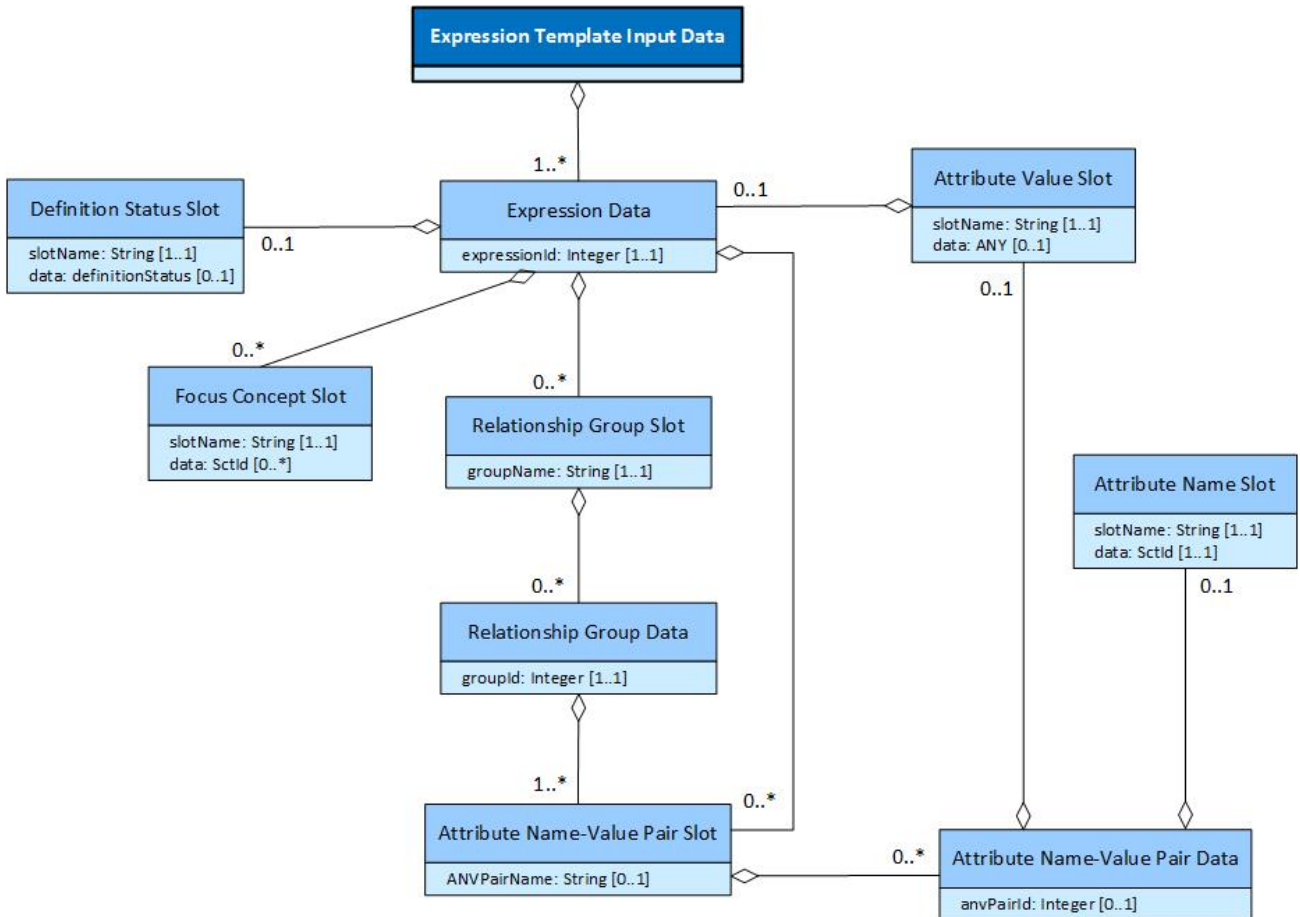 Expression Template Input Data
1..*
Expression Data
expressionId: Integer [1..1]
0..1
Attribute Value Slot
slotName: String [1..1]
data: ANY [0..1]
0..1
Definition Status Slot
slotName: String [1..1]
data: definitionStatus [0..1]
0..1
0..*
Focus Concept Slot
slotName: String [1..1]
data: SctId [0..*]
0..*
Relationship Group Slot
groupName: String [1..1]
Attribute Name Slot
slotName: String [1..1]
data: SctId [1..1]
0..1
0..*
Relationship Group Data
groupId: Integer [1..1]
1..*
0..*
Attribute Name-Value Pair Slot
ANVPairName: String [0..1]
0..*
Attribute Name-Value Pair Data
anvPairId: Integer [0..1]